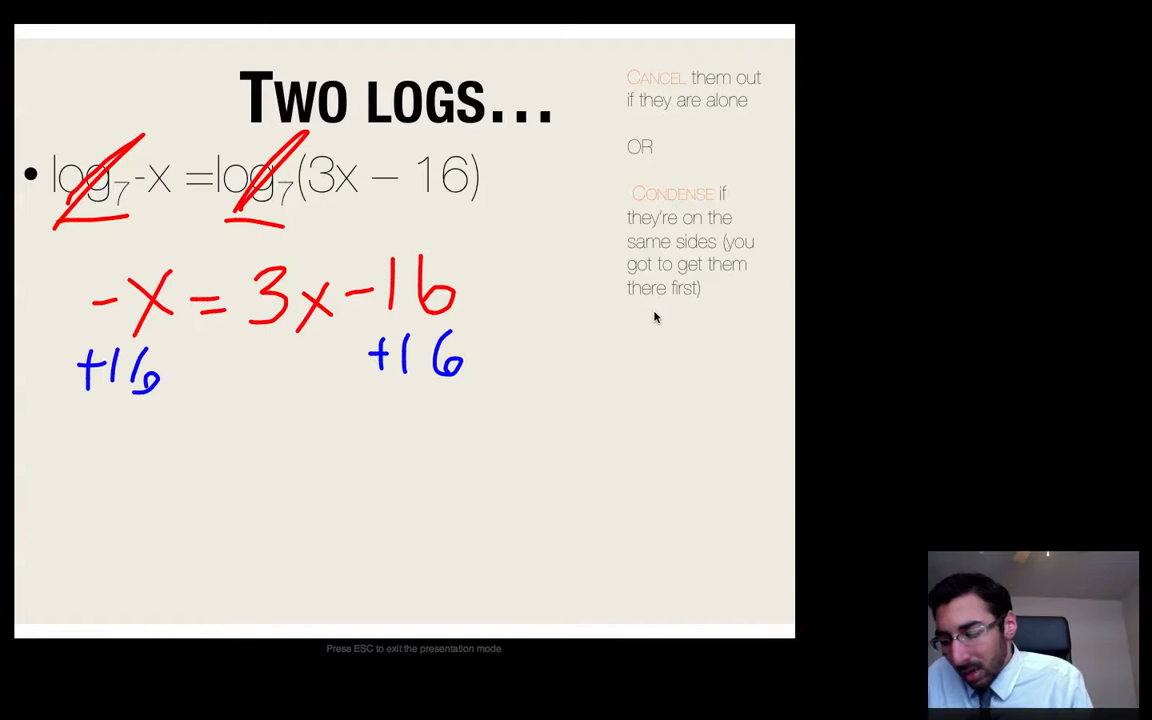 TWO LOGS...
• log₇-x =log₇(3x – 16)
-x = 3x-16
+16 +16
CANCEL them out
if they are alone
OR
CONDENSE if
they're on the
same sides (you
got to get them
there first)
Press ESC to exit the presentation mode